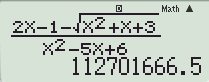 D Math ▲
2X-1-√X²+X+3
X²-5X+6
112701666.5